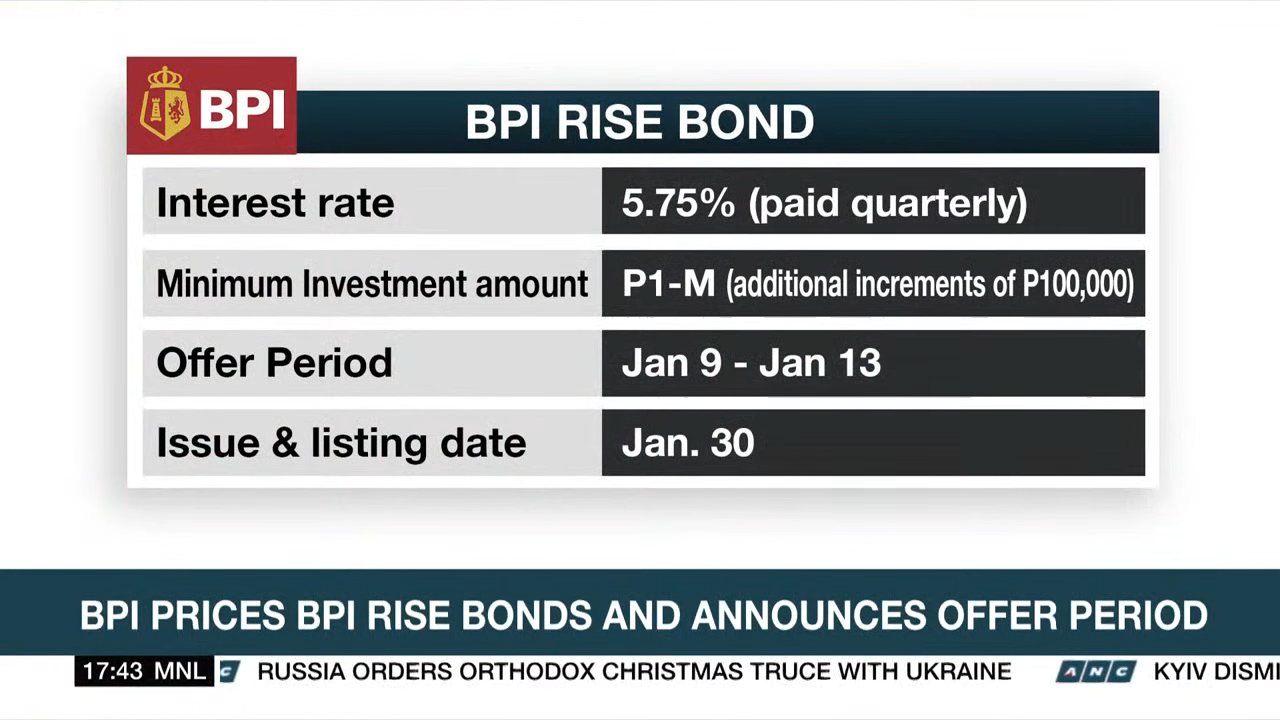 BPI
BPI RISE BOND
Interest rate 5.75% (paid quarterly)
Minimum Investment amount P1-M (additional increments of P100,000)
Offer Period Jan 9 - Jan 13
Issue & listing date Jan. 30
BPI PRICES BPI RISE BONDS AND ANNOUNCES OFFER PERIOD
17:43 MNL RUSSIA ORDERS ORTHODOX CHRISTMAS TRUCE WITH UKRAINE ANC KYIV DISMI